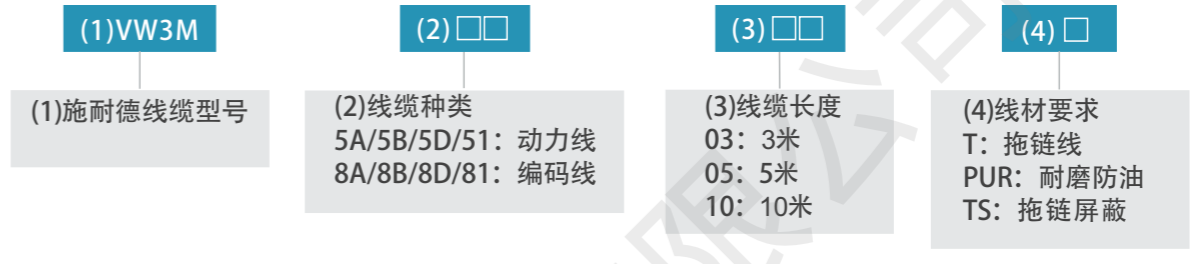 (1)VW3M
(2)□□
(3)□□
(4)□
(1)施耐德线缆型号
(2)线缆种类
5A/5B/5D/51：动力线
8A/8B/8D/81：编码线
(3)线缆长度
03：3米
05：5米
10：10米
(4)线材要求
T：拖链线
PUR：耐磨防油
TS：拖链屏蔽
限公司